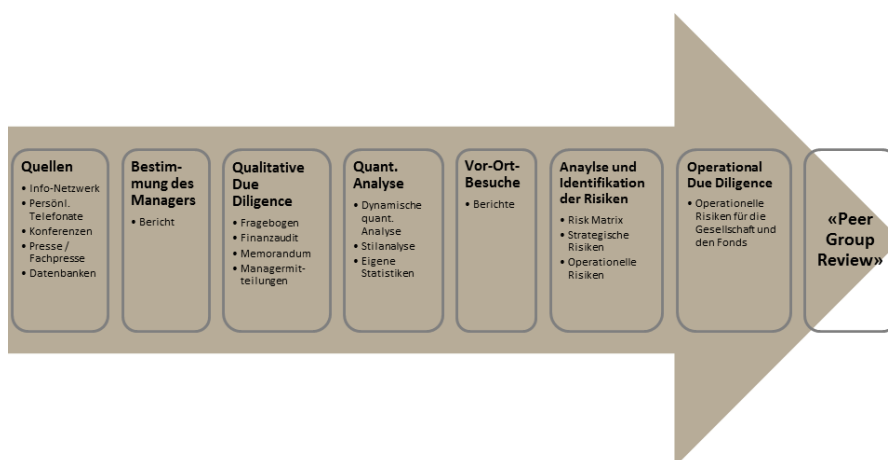 Quellen
• Info-Netzwerk
• Persönl.
Telefonate
• Konferenzen
• Presse /
Fachpresse
• Datenbanken
Bestim-
mung des
Managers
• Bericht
Qualitative
Due
Diligence
• Fragebogen
• Finanzaudit
• Memorandum
• Managermit-
teilungen
Quant.
Analyse
• Dynamische
quant.
Analyse
• Stilanalyse
• Eigene
Statistiken
Vor-Ort-
Besuche
• Berichte
Anaylse und
Identifikation
der Risiken
• Risk Matrix
• Strategische
Risiken
• Operationelle
Risiken
Operational
Due Diligence
• Operationelle
Risiken für die
Gesellschaft und
den Fonds
«Peer
Group
Review»